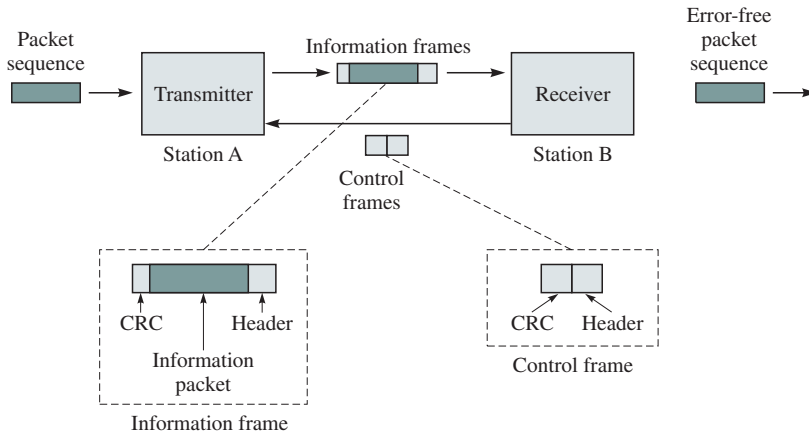 Packet
sequence
Information frames
Error-free
packet
sequence
Transmitter
Receiver
Station A
Station B
Control
frames
CRC
Header
Information
packet
Information frame
CRC
Header
Control frame